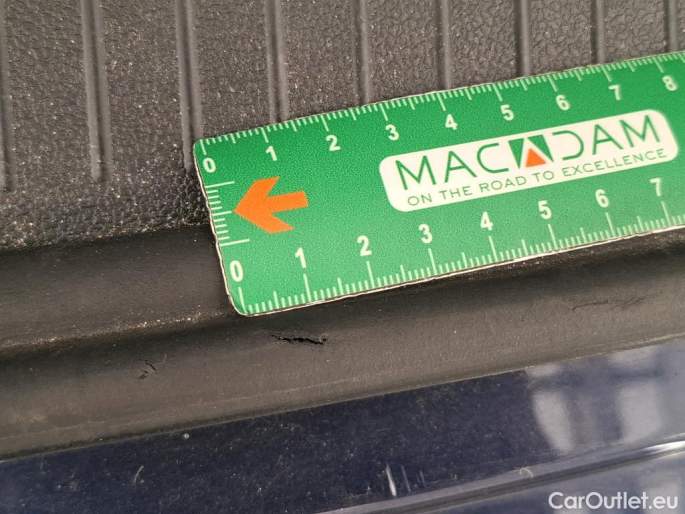 0 1 2 3 4 5 6 7 8
MACADAM
ON THE ROAD TO EXCELLENCE
0 1 2 3 4 5 6 7
CarOutlet.eu